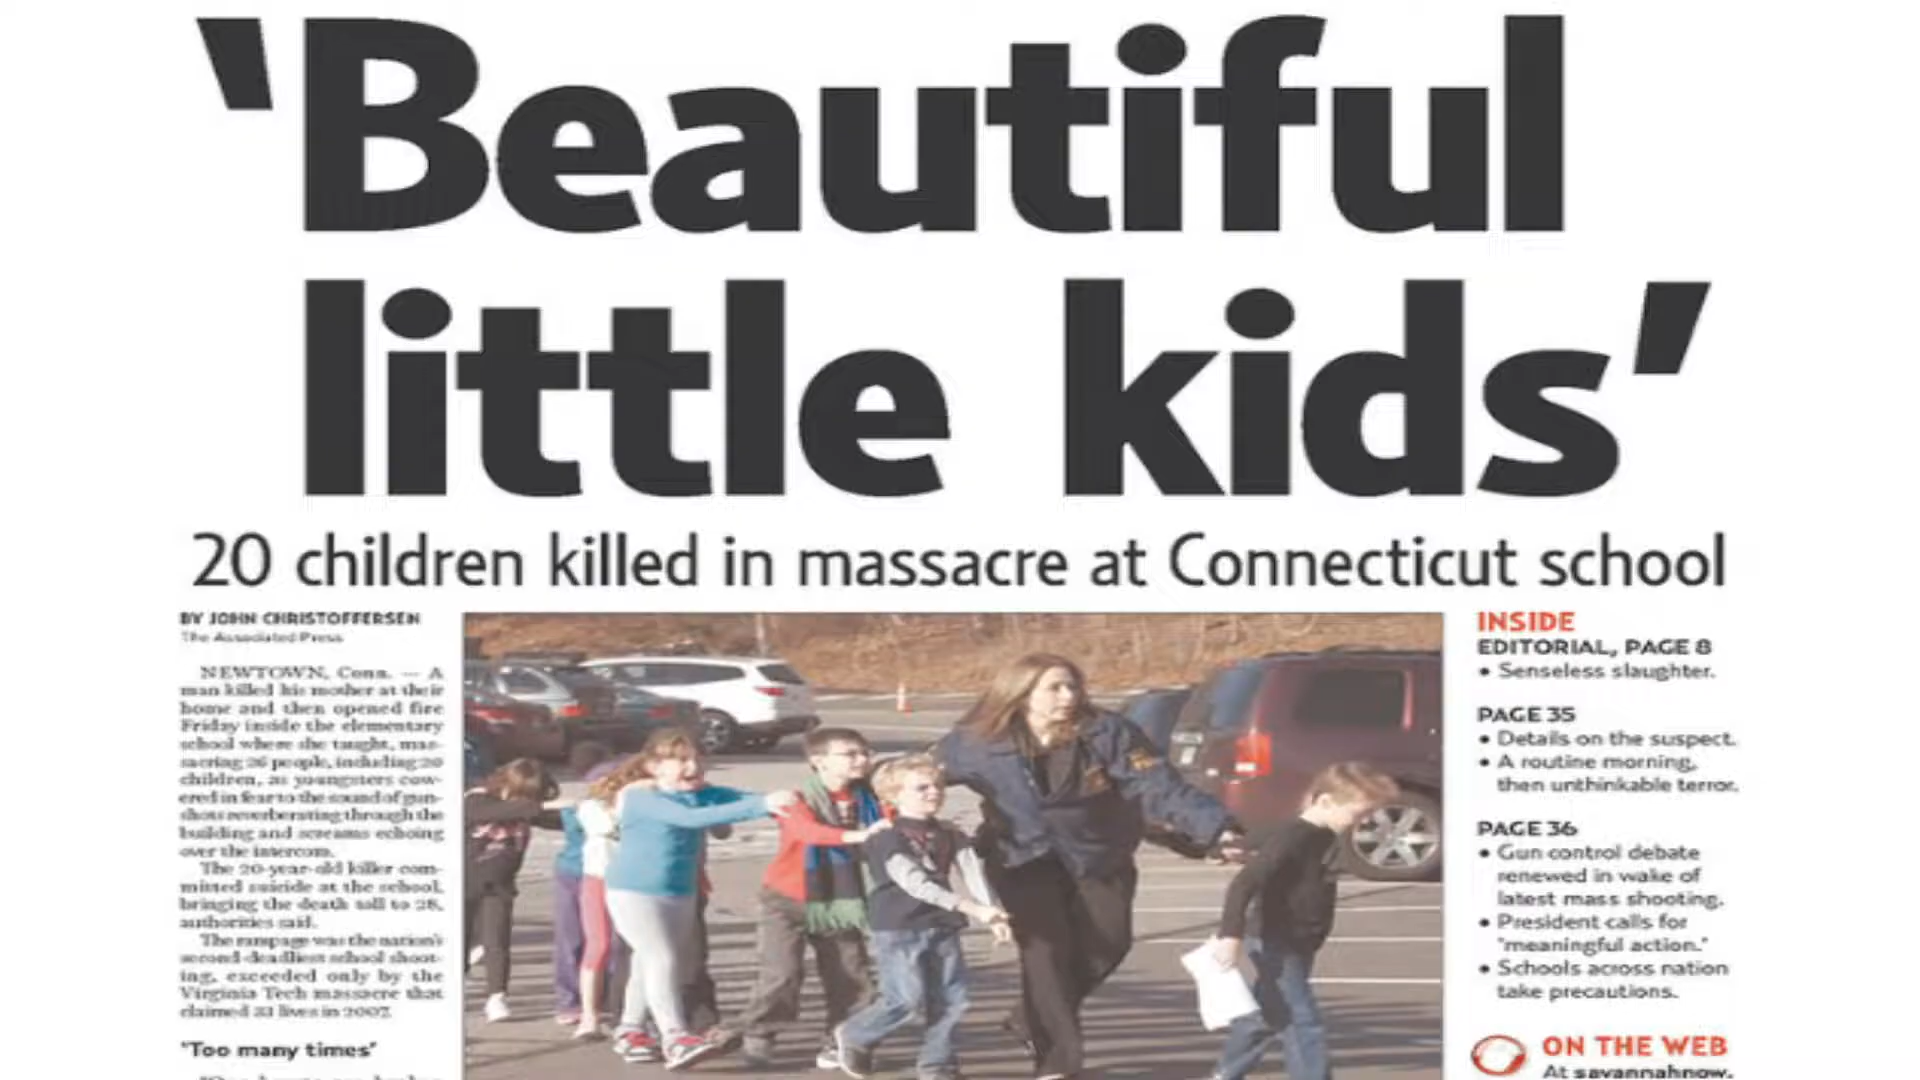 ‘Beautiful
little kids’
20 children killed in massacre at Connecticut school
BY JOHN CHRISTOFFERSEN
The Associated Press
NEWTOWN, Conn. — A
man killed his mother at their
home and then opened fire
Friday inside the elementary
school where she taught, mas-
sacring 26 people, including 20
children, as youngsters cow-
ered in fear to the sound of gun-
shots reverberating through the
building and screams echoing
over the intercom.
The 20-year-old killer com-
mitted suicide at the school,
bringing the death toll to 28,
authorities said.
The rampage was the nation's
second-deadliest school shoot-
ing, exceeded only by the
Virginia Tech massacre that
claimed 33 lives in 2007.
'Too many times'
INSIDE
EDITORIAL, PAGE 8
• Senseless slaughter.
PAGE 35
• Details on the suspect.
• A routine morning,
then unthinkable terror.
PAGE 36
• Gun control debate
renewed in wake of
latest mass shooting.
• President calls for
"meaningful action."
• Schools across nation
take precautions.
ON THE WEB
At savannahnow.